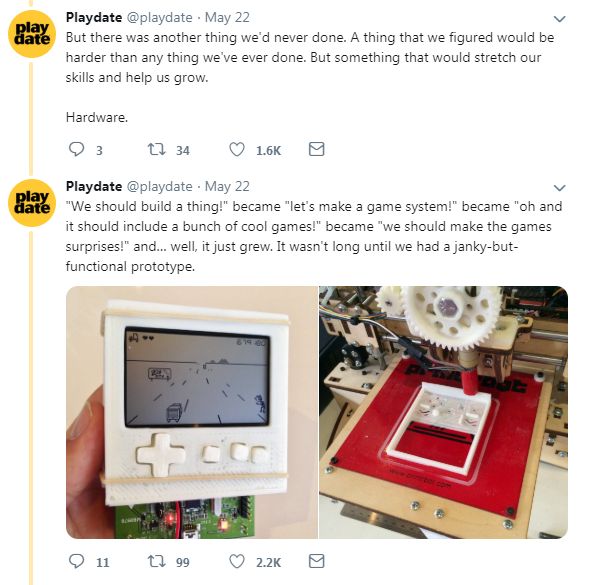 play
date
Playdate @playdate · May 22
But there was another thing we'd never done. A thing that we figured would be
harder than any thing we've ever done. But something that would stretch our
skills and help us grow.
Hardware.
3 34 1.6K
play
date
Playdate @playdate · May 22
"We should build a thing!" became "let's make a game system!" became "oh and
it should include a bunch of cool games!" became "we should make the games
surprises!" and... well, it just grew. It wasn't long until we had a janky-but-
functional prototype.
11 99 2.2K